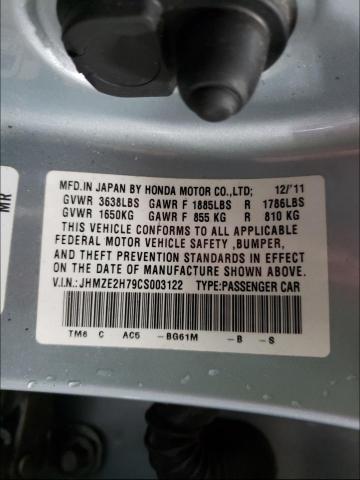 MFD.IN JAPAN BY HONDA MOTOR CO.,LTD; 12/'11
GVWR 3638LBS GAWR F 1885LBS R 1786LBS
GVWR 1650KG GAWR F 855 KG R 810 KG
THIS VEHICLE CONFORMS TO ALL APPLICABLE
FEDERAL MOTOR VEHICLE SAFETY ,BUMPER,
AND THEFT PREVENTION STANDARDS IN EFFECT
ON THE DATE OF MANUFACTURE SHOWN ABOVE.
V.I.N.:JHMZE2H79CS003122 TYPE:PASSENGER CAR
TM8 C AC5 -BG61M -B -S
MR